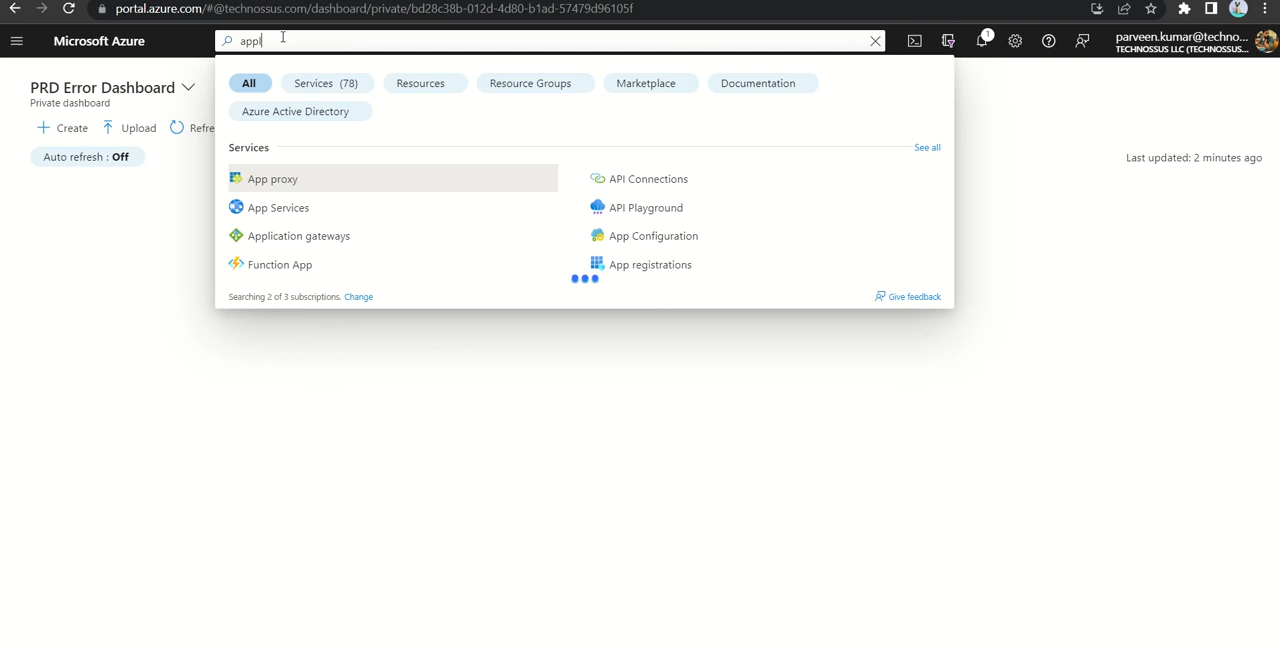 portal.azure.com/#@technossus.com/dashboard/private/bd28c38b-012d-4d80-b1ad-57479d96105f
Microsoft Azure
appl
1
parveen.kumar@techno...
TECHNOSSUS LLC (TECHNOSSUS...
All
Services (78)
Resources
Resource Groups
Marketplace
Documentation
Azure Active Directory
PRD Error Dashboard
Private dashboard
Create
Upload
Refre
Auto refresh : Off
Last updated: 2 minutes ago
Services
See all
App proxy
API Connections
App Services
API Playground
Application gateways
App Configuration
Function App
App registrations
Searching 2 of 3 subscriptions. Change
Give feedback